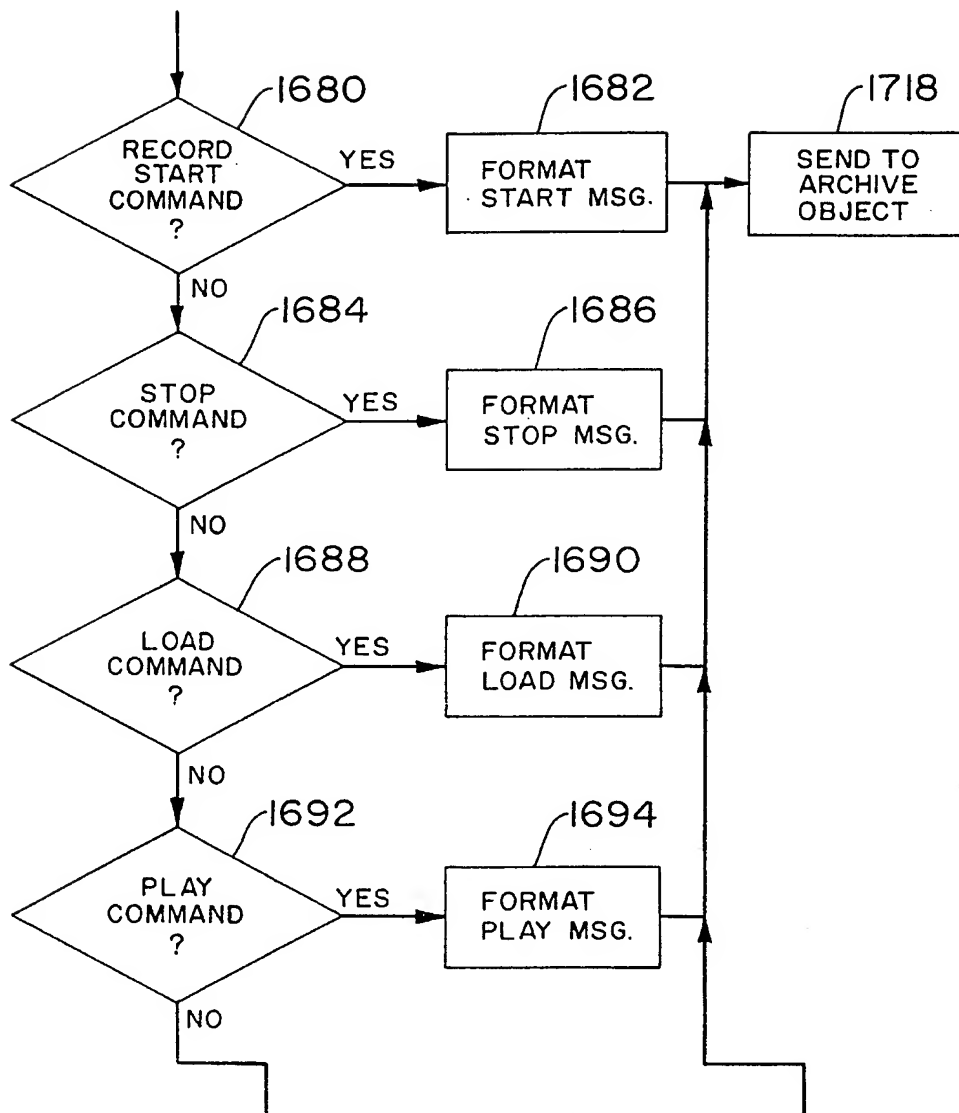 1680
1682
1718
RECORD
START
COMMAND
?
YES
FORMAT
START MSG.
SEND TO
ARCHIVE
OBJECT
NO
1684
1686
STOP
COMMAND
?
YES
FORMAT
STOP MSG.
NO
1688
1690
LOAD
COMMAND
?
YES
FORMAT
LOAD MSG.
NO
1692
1694
PLAY
COMMAND
?
YES
FORMAT
PLAY MSG.
NO